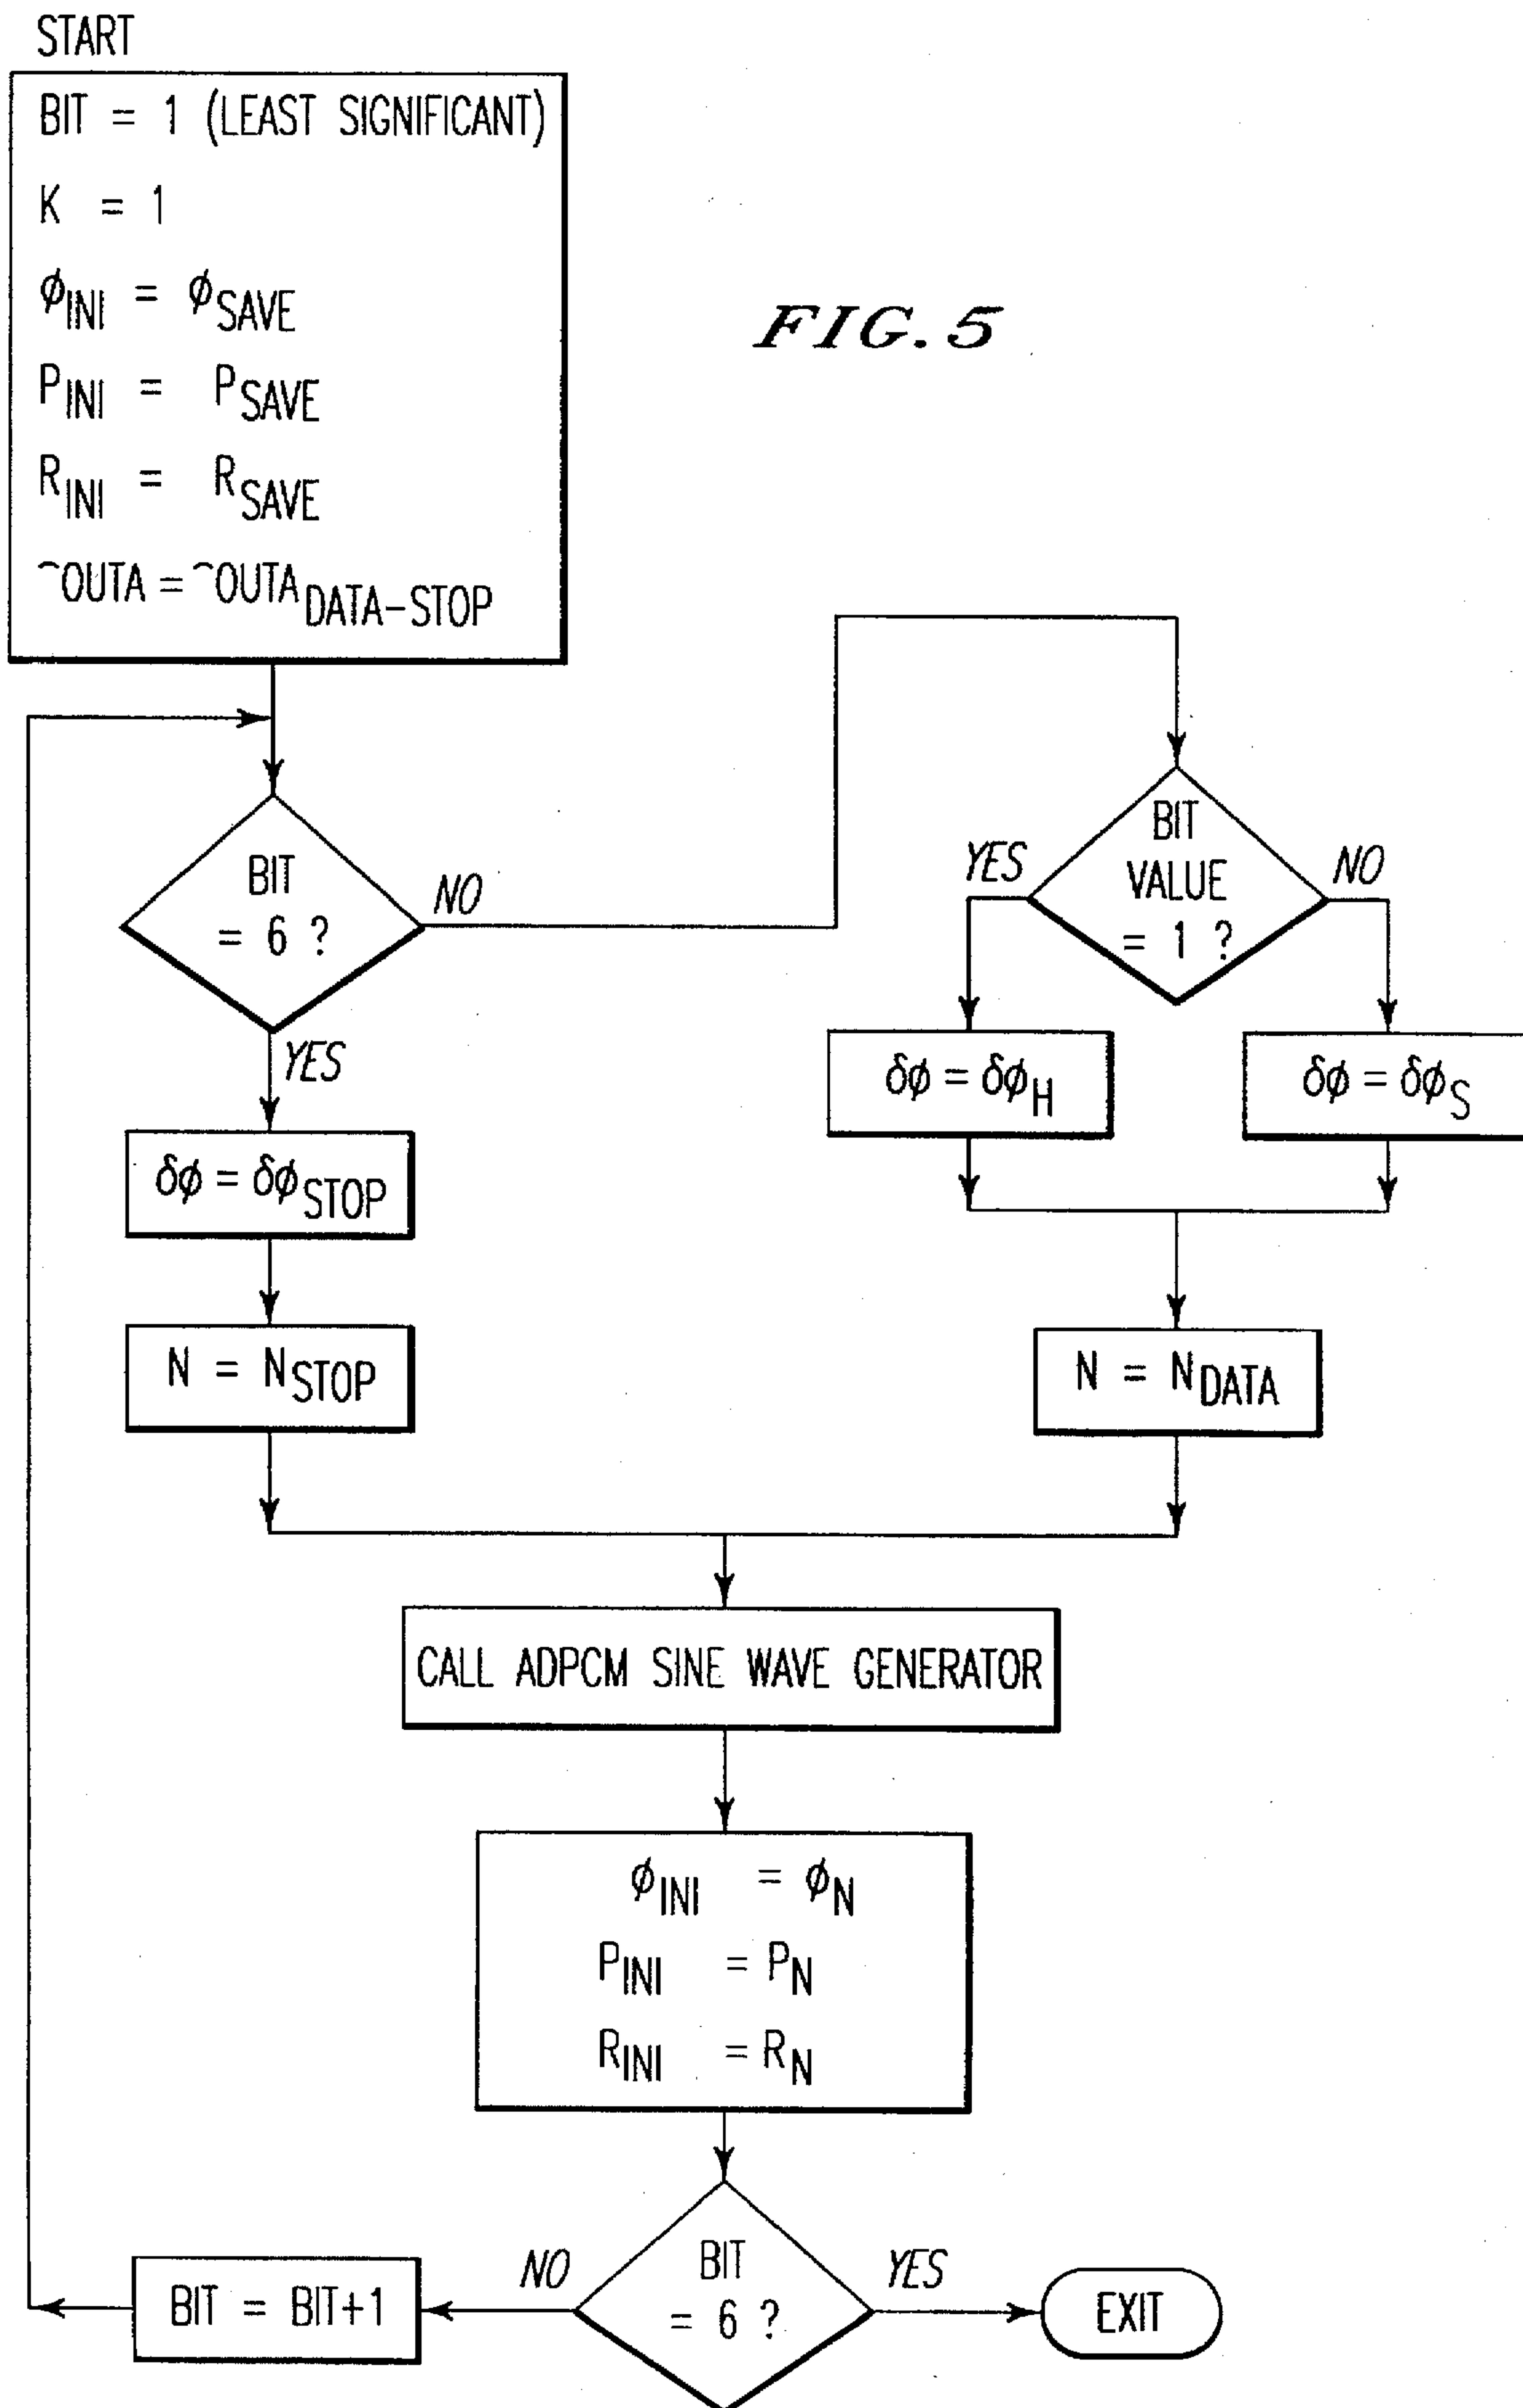 START
BIT = 1 (LEAST SIGNIFICANT)
K = 1
ϕINI = ϕSAVE
PINI = PSAVE
RINI = RSAVE
^OUTA = ^OUTADATA-STOP
FIG. 5
BIT
= 6 ?
NO
YES
BIT
VALUE
= 1 ?
YES
NO
δϕ = δϕH
δϕ = δϕS
δϕ = δϕSTOP
N = NSTOP
N = NDATA
CALL ADPCM SINE WAVE GENERATOR
ϕINI = ϕN
PINI = PN
RINI = RN
BIT
= 6 ?
NO
YES
BIT = BIT+1
EXIT